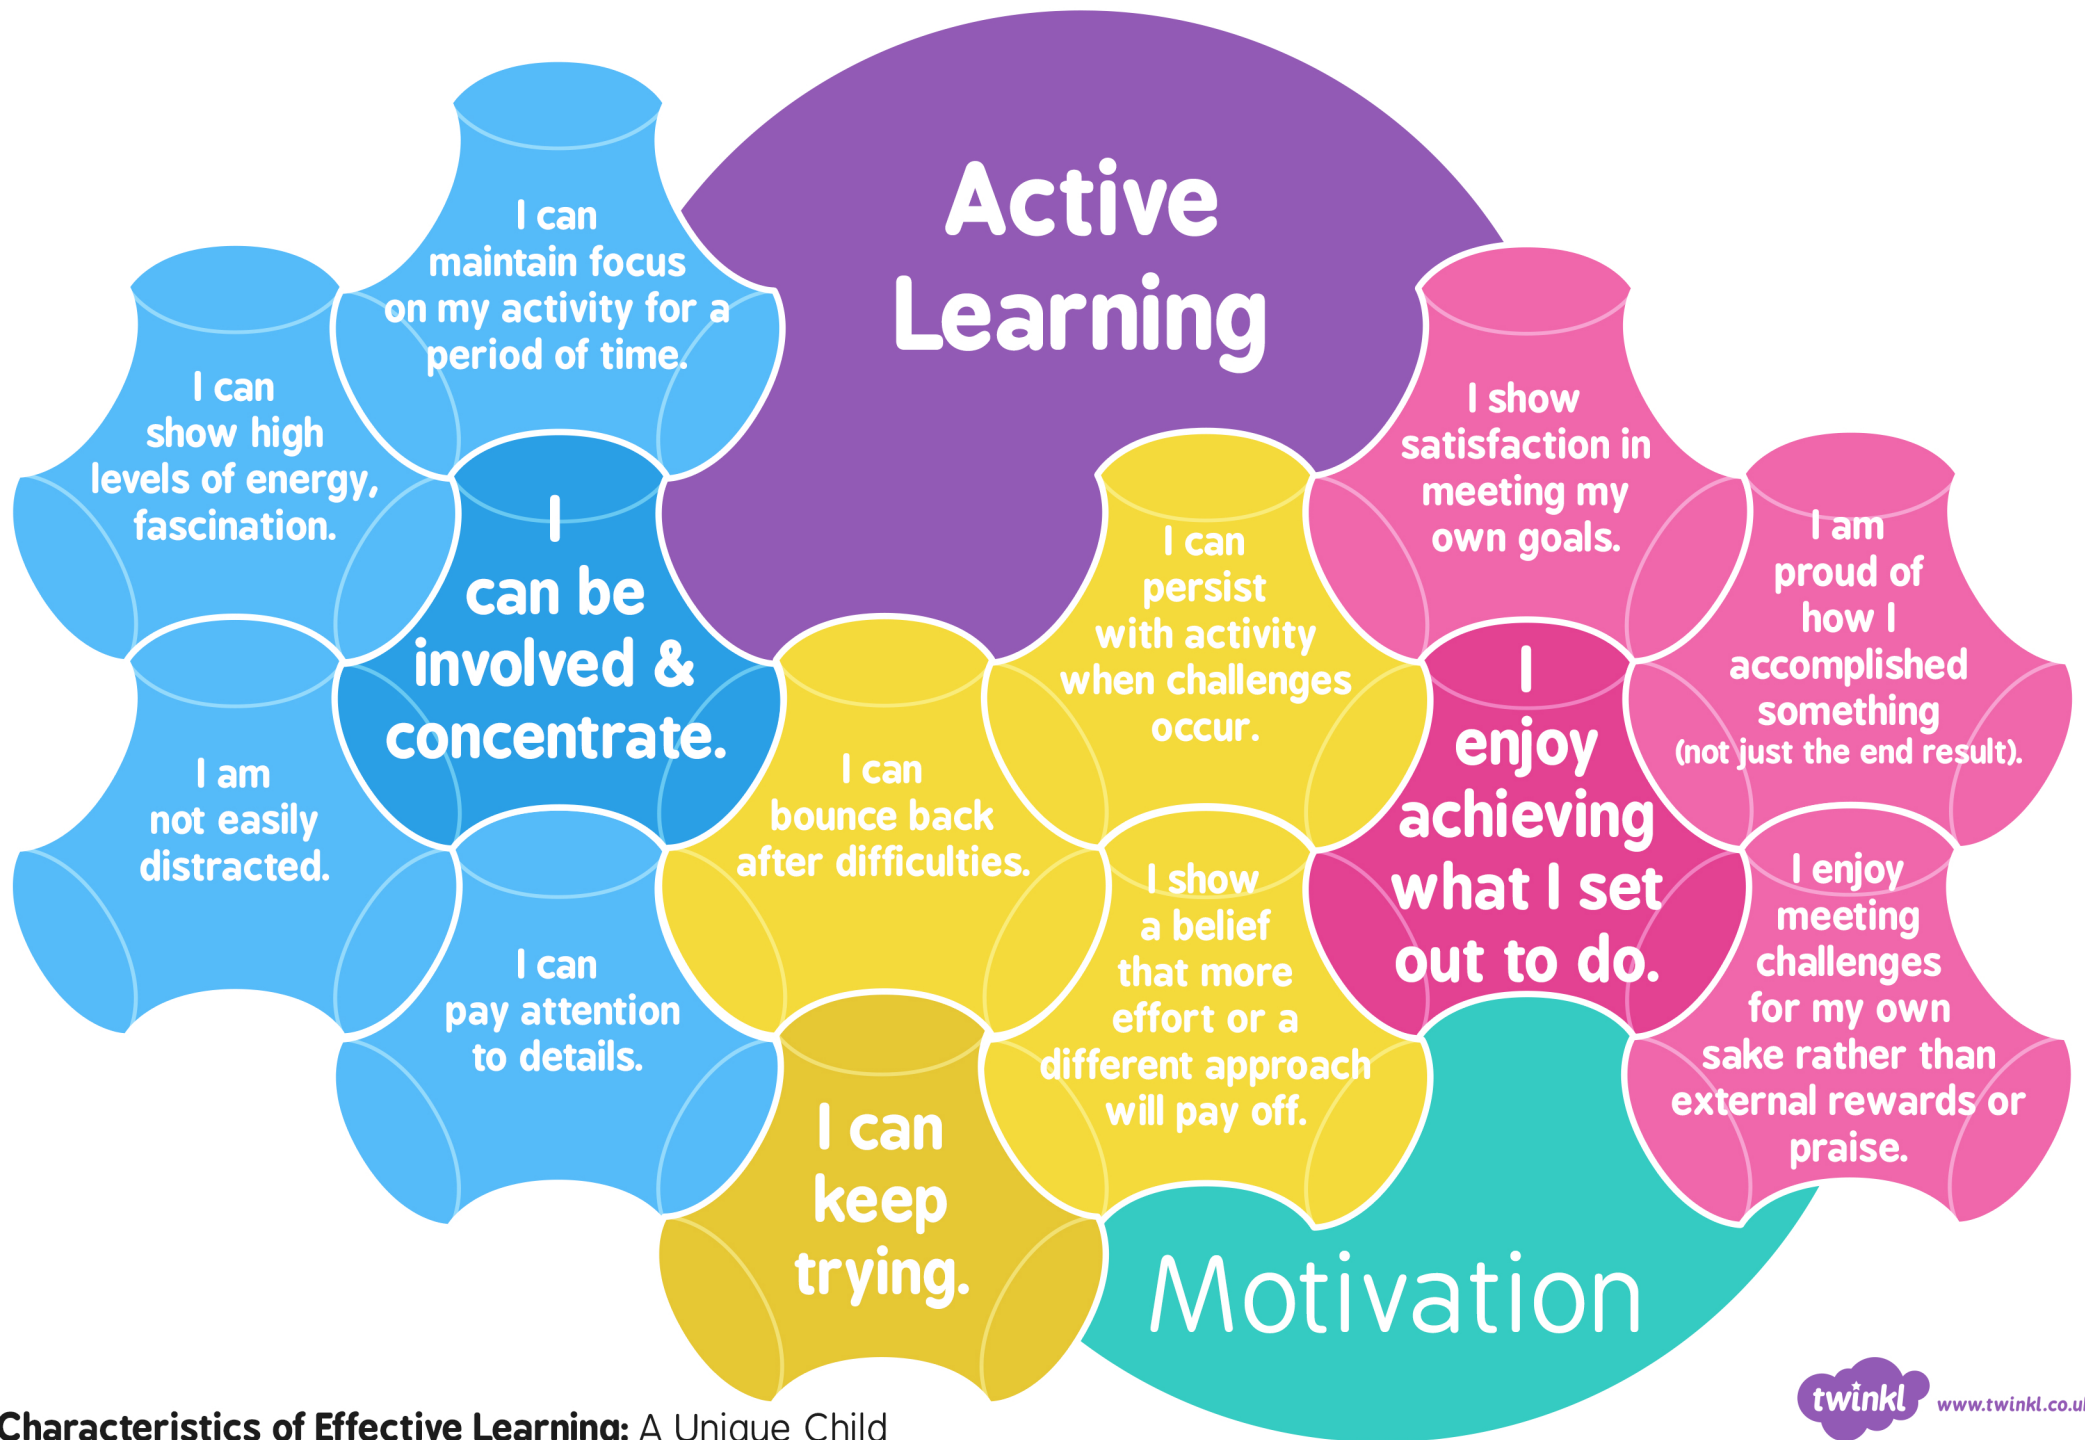 Active
Learning
I can
maintain focus
on my activity for a
period of time.
I can
show high
levels of energy,
fascination.
I
can be
involved &
concentrate.
I am
not easily
distracted.
I can
pay attention
to details.
I can
bounce back
after difficulties.
I can
persist
with activity
when challenges
occur.
I show
a belief
that more
effort or a
different approach
will pay off.
I can
keep
trying.
I show
satisfaction in
meeting my
own goals.
I am
proud of
how I
accomplished
something
(not just the end result).
I
enjoy
achieving
what I set
out to do.
I enjoy
meeting
challenges
for my own
sake rather than
external rewards or
praise.
Motivation
Characteristics of Effective Learning: A Unique Child
twinkl
www.twinkl.co.uk